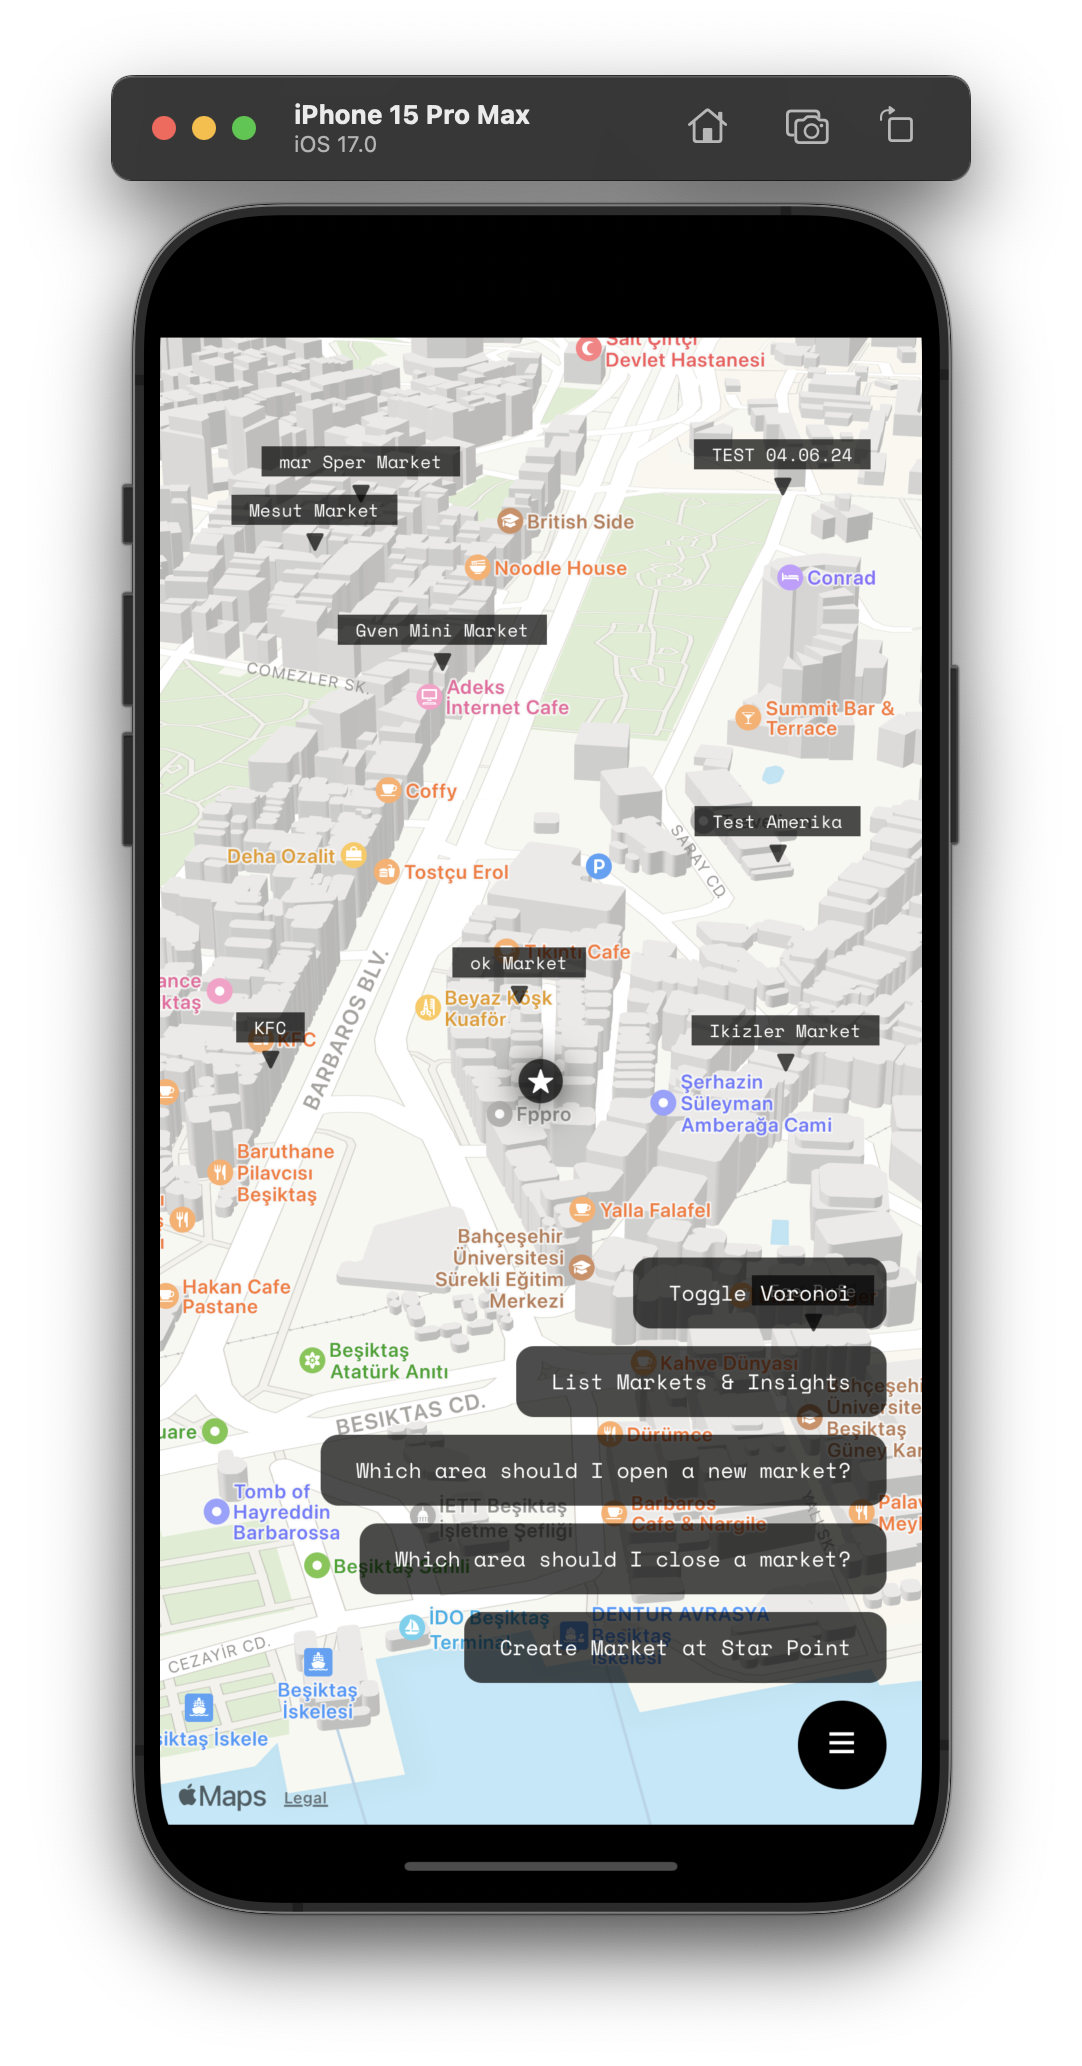 iPhone 15 Pro Max
iOS 17.0
Sait Çiftçi
Devlet Hastanesi
mar Sper Market
TEST 04.06.24
Mesut Market
British Side
Noodle House
Conrad
Gven Mini Market
COMEZLER SK.
Adeks
İnternet Cafe
Summit Bar &
Terrace
Coffy
Test Amerika
Deha Ozalit
Tostçu Erol
P
SARAY CD.
BARBAROS BLV.
Tıkıntı Cafe
ok Market
ance
ktaş
Beyaz Köşk
Kuaför
KFC
KFC
Ikizler Market
Şerhazin
Süleyman
Amberağa Cami
Fppro
Baruthane
Pilavcısı
Beşiktaş
Yalla Falafel
Bahçeşehir
Üniversitesi
Sürekli Eğitim
Merkezi
Hakan Cafe
Pastane
Toggle Voronoi
Beşiktaş
Atatürk Anıtı
Kahve Dünyası
List Markets & Insights
Bahçeşehi
Üniversite
Beşiktaş
Güney Kar
BESIKTAS CD.
uare
Dürümce
Which area should I open a new market?
Tomb of
Hayreddin
Barbarossa
İETT Beşiktaş
İşletme Şefliği
Barbaros
Cafe & Nargile
YALI SK.
Palav
Meyl
Which area should I close a market?
Beşiktaş Sahili
İDO Beşiktaş
Terminal
DENTUR AVRASYA
Beşiktaş
İskelesi
Create Market at Star Point
CEZAYİR CD.
Beşiktaş
İskelesi
şiktaş İskele
Maps
Legal